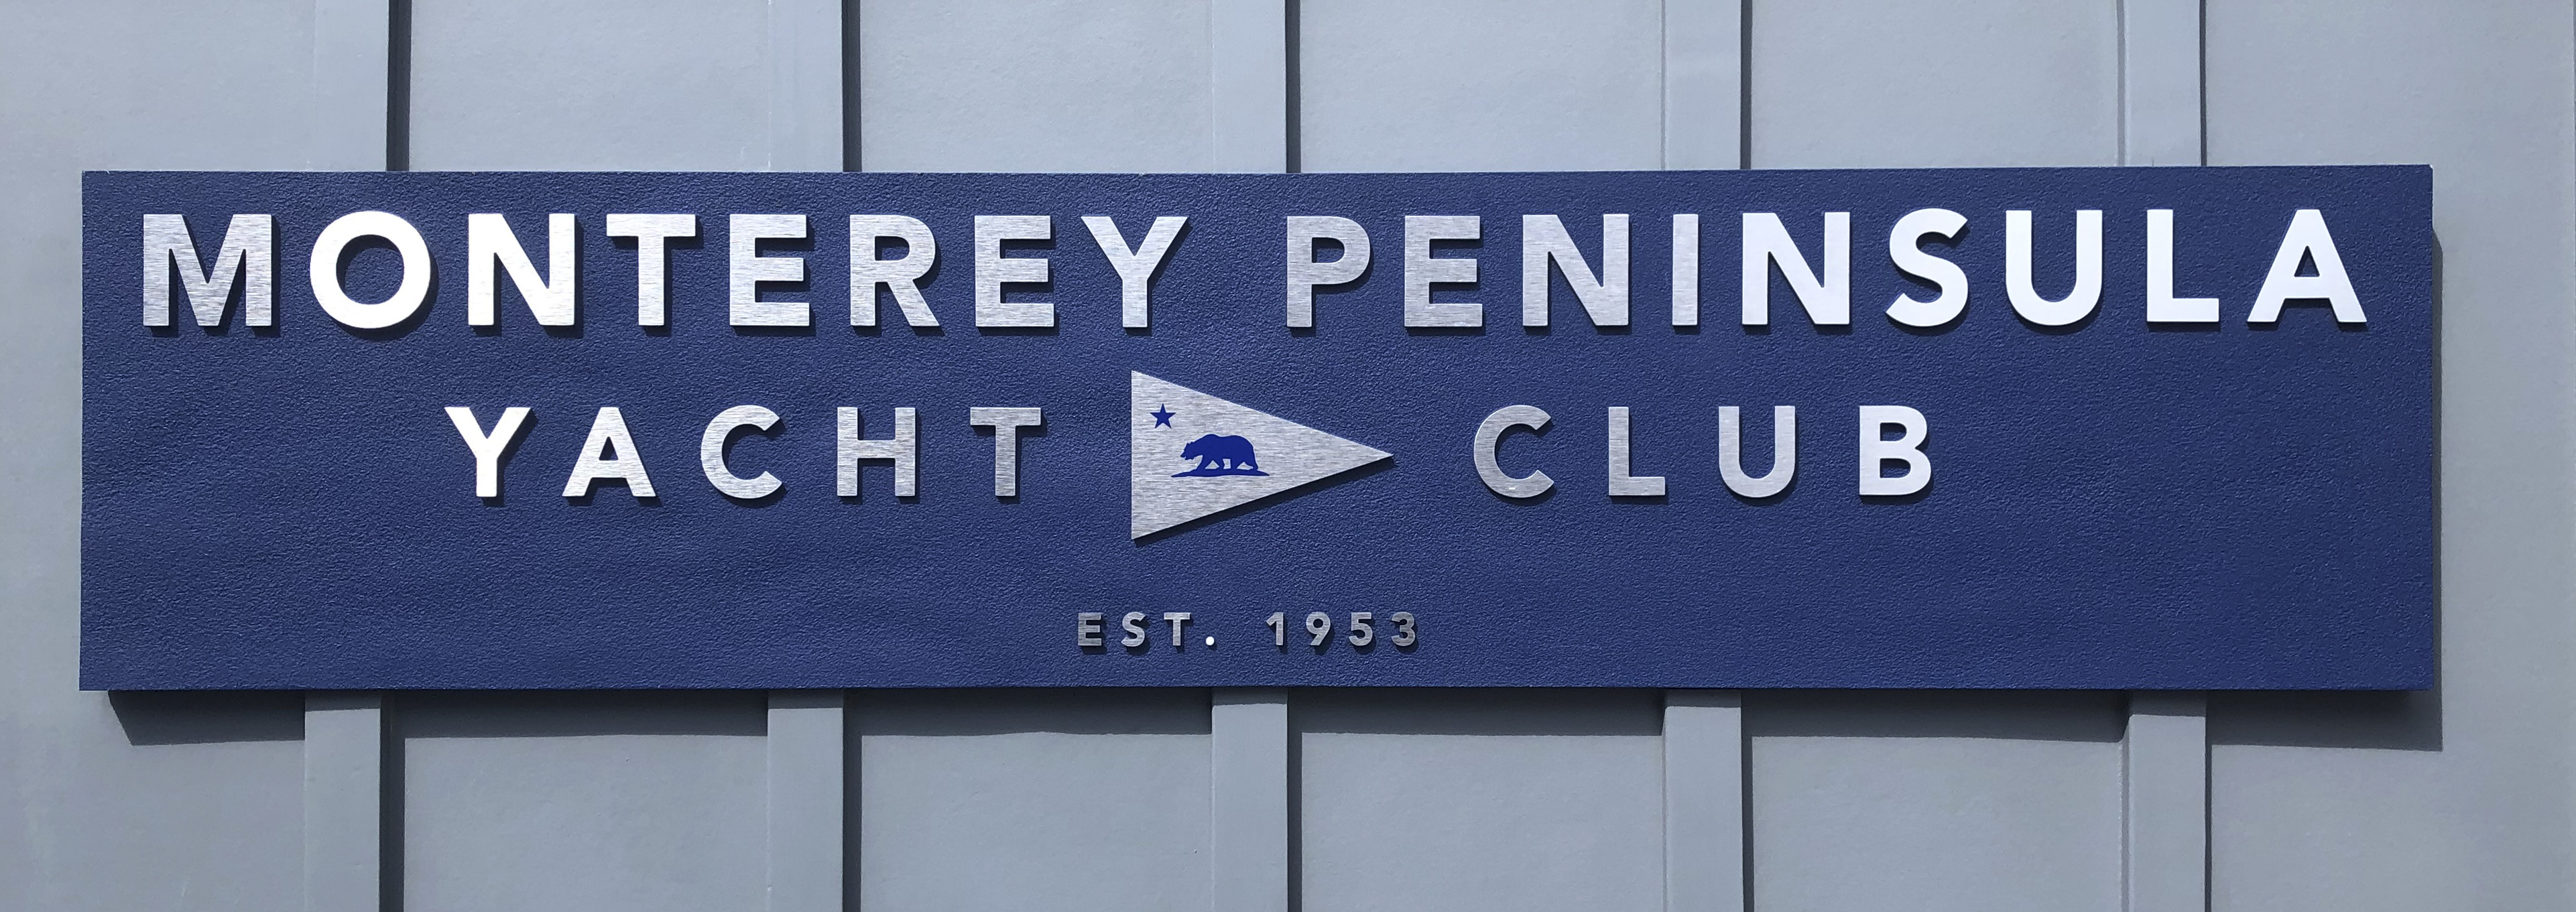 MONTEREY PENINSULA
YACHT CLUB
EST. 1953